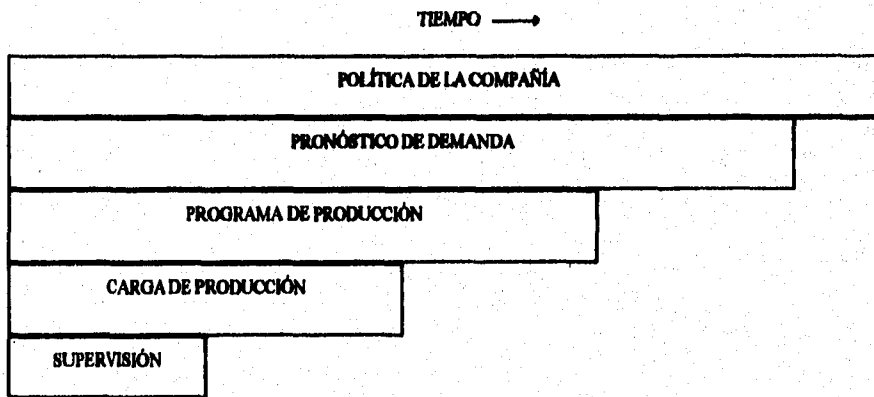 TIEMPO
POLÍTICA DE LA COMPAÑÍA
PRONÓSTICO DE DEMANDA
PROGRAMA DE PRODUCCIÓN
CARGA DE PRODUCCIÓN
SUPERVISIÓN